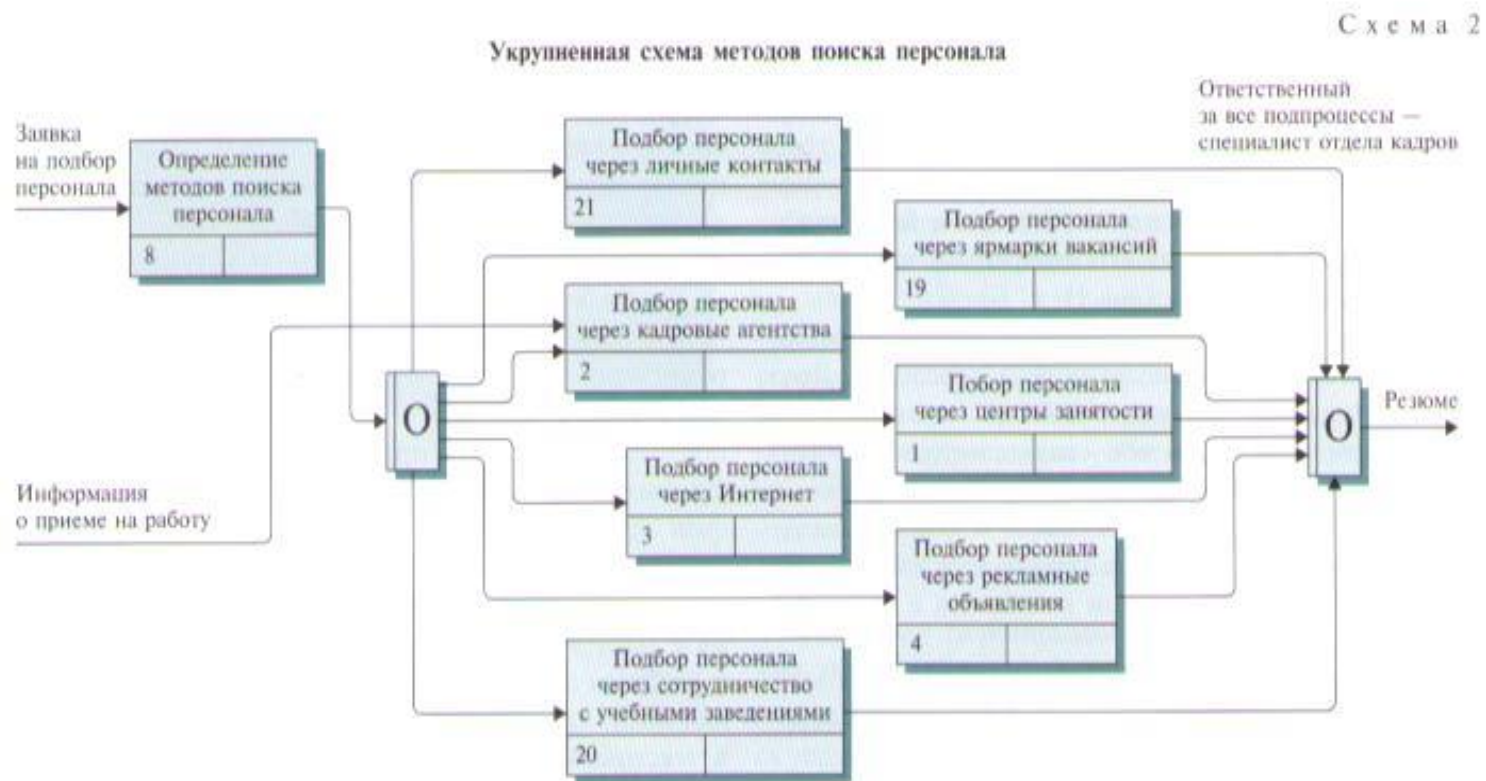 Схема 2
Укрупненная схема методов поиска персонала
Заявка
на подбор
персонала
Определение
методов поиска
персонала
8
Подбор персонала
через личные контакты
21
Ответственный
за все подпроцессы —
специалист отдела кадров
Подбор персонала
через ярмарки вакансий
19
Подбор персонала
через кадровые агентства
2
Побор персонала
через центры занятости
1
О
О
Резюме
Подбор персонала
через Интернет
3
Информация
о приеме на работу
Подбор персонала
через рекламные
объявления
4
Подбор персонала
через сотрудничество
с учебными заведениями
20